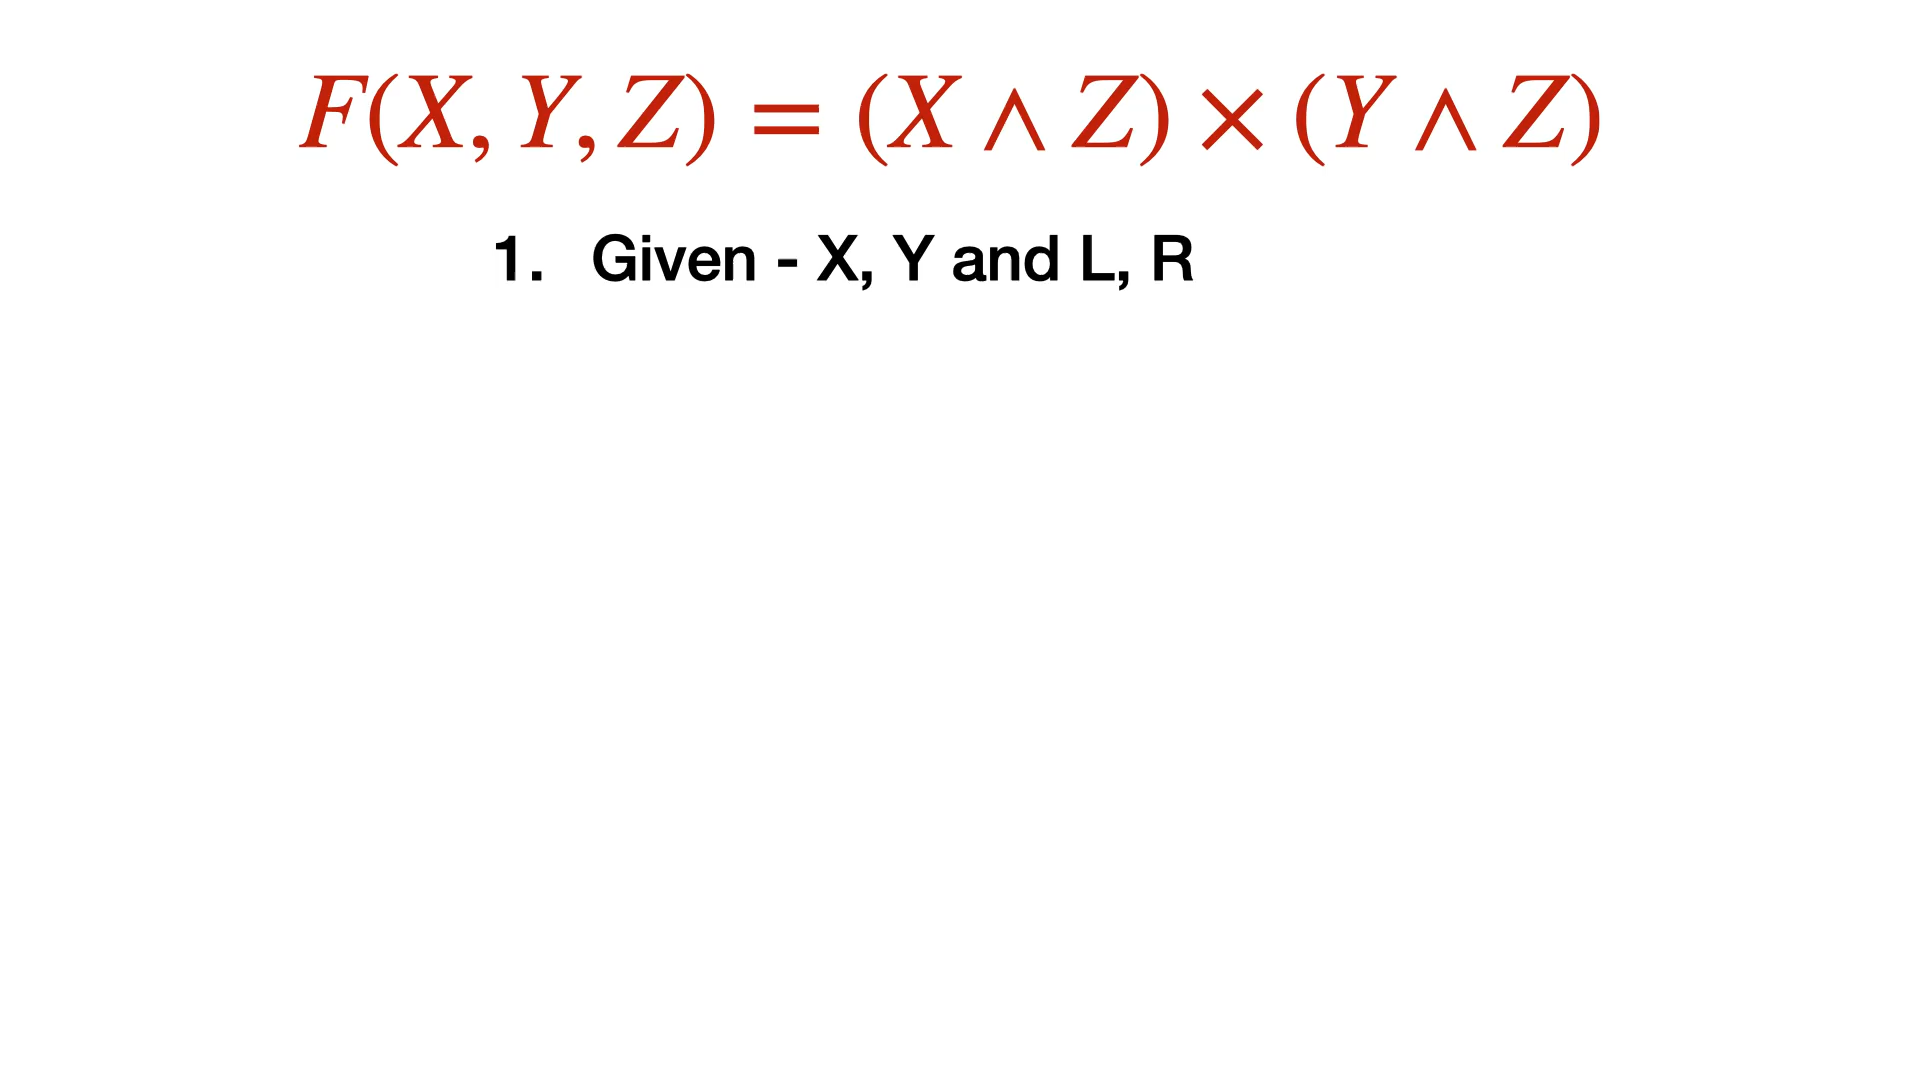 F(X, Y, Z) = (X ∧ Z) × (Y ∧ Z)
1. Given - X, Y and L, R